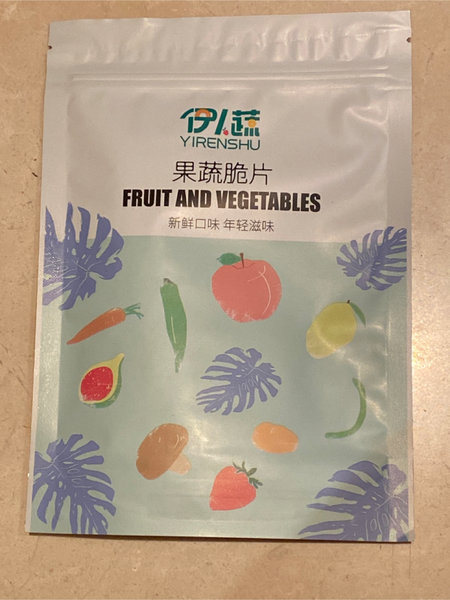 伊人蔬
YIRENSHU
果蔬脆片
FRUIT AND VEGETABLES
新鲜口味 年轻滋味